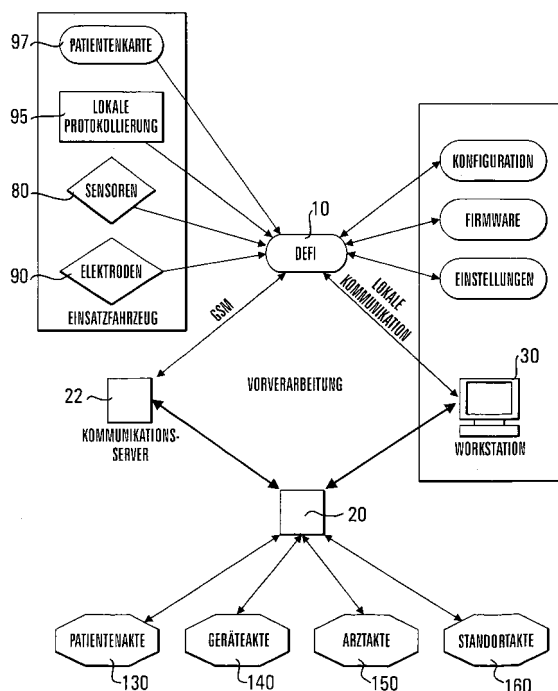 97
PATIENTENKARTE
95
LOKALE
PROTOKOLLIERUNG
80
SENSOREN
90
ELEKTRODEN
EINSATZFAHRZEUG
10
DEFI
KONFIGURATION
FIRMWARE
EINSTELLUNGEN
GSM
LOKALE
KOMMUNIKATION
30
WORKSTATION
22
KOMMUNIKATIONS-
SERVER
VORVERARBEITUNG
20
PATIENTENAKTE
GERÄTEAKTE
ARZTAKTE
STANDORTAKTE
130
140
150
160